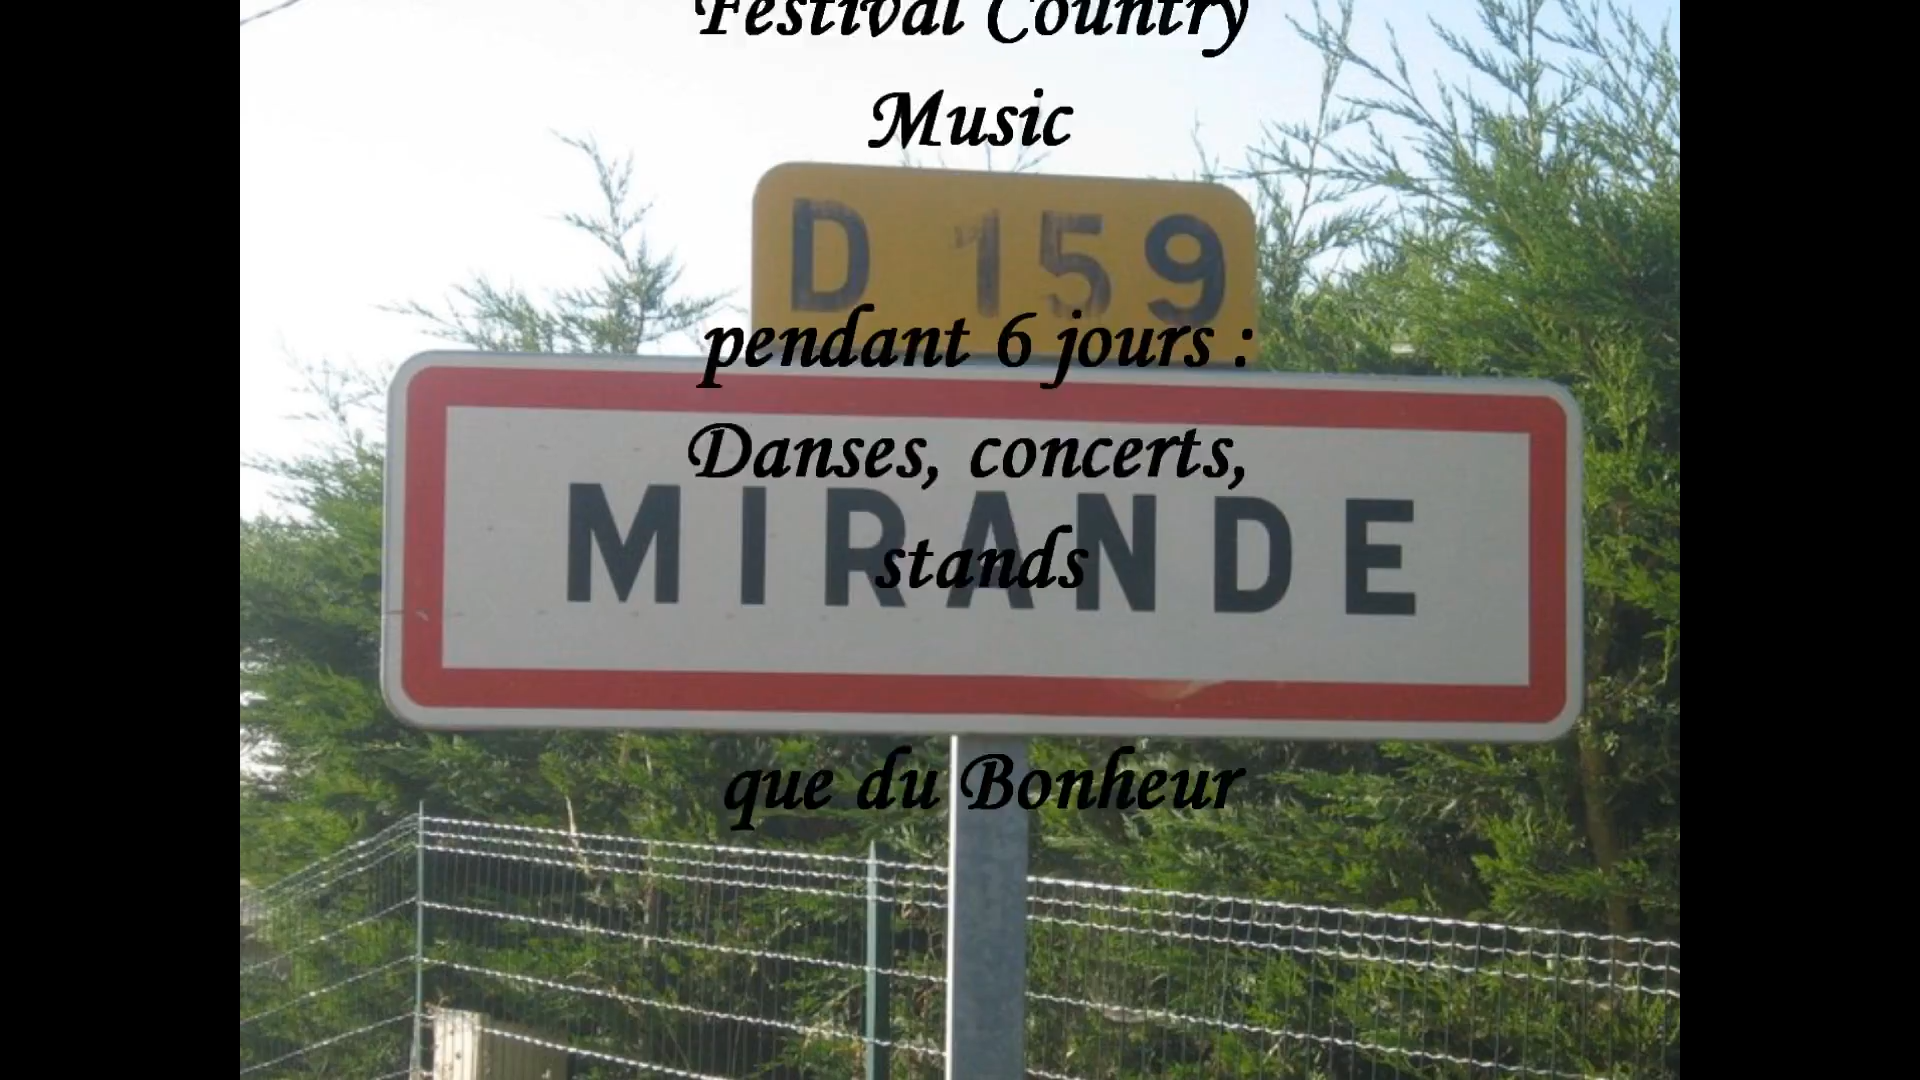 Festival Country
Music
D 159
pendant 6 jours :
Danses, concerts,
MIRANDE
stands
que du Bonheur